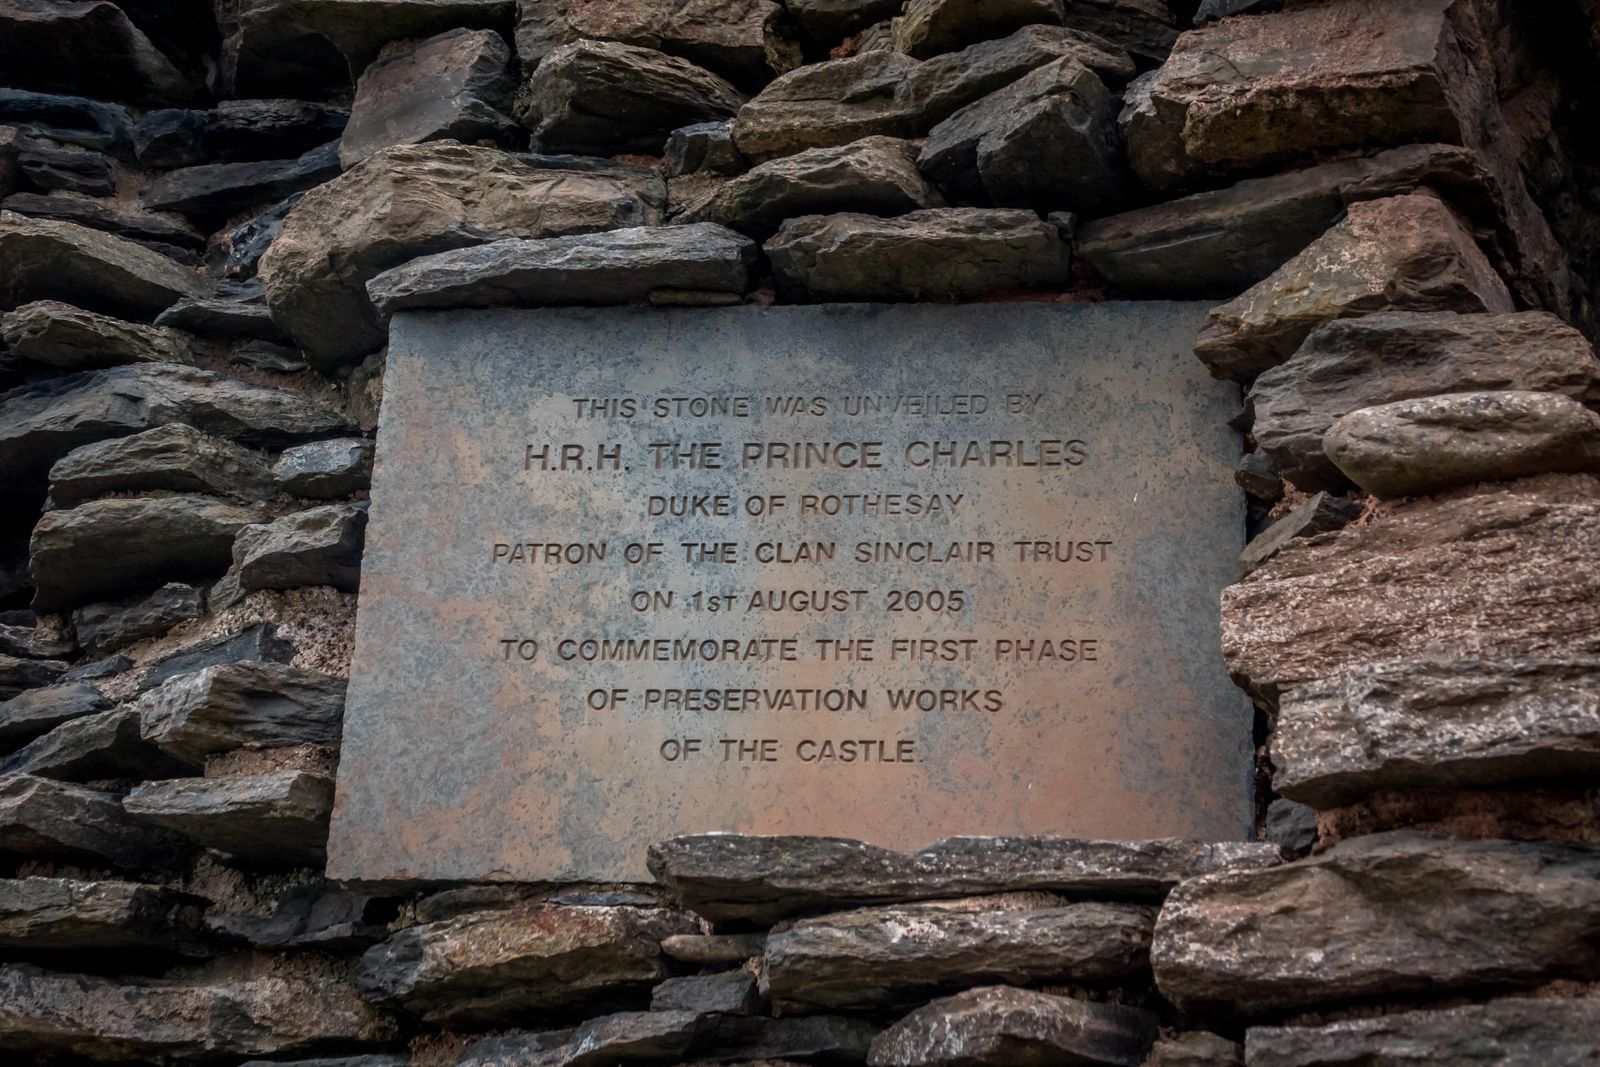 THIS STONE WAS UNVEILED BY
H.R.H. THE PRINCE CHARLES
DUKE OF ROTHESAY
PATRON OF THE CLAN SINCLAIR TRUST
ON 1ST AUGUST 2005
TO COMMEMORATE THE FIRST PHASE
OF PRESERVATION WORKS
OF THE CASTLE.